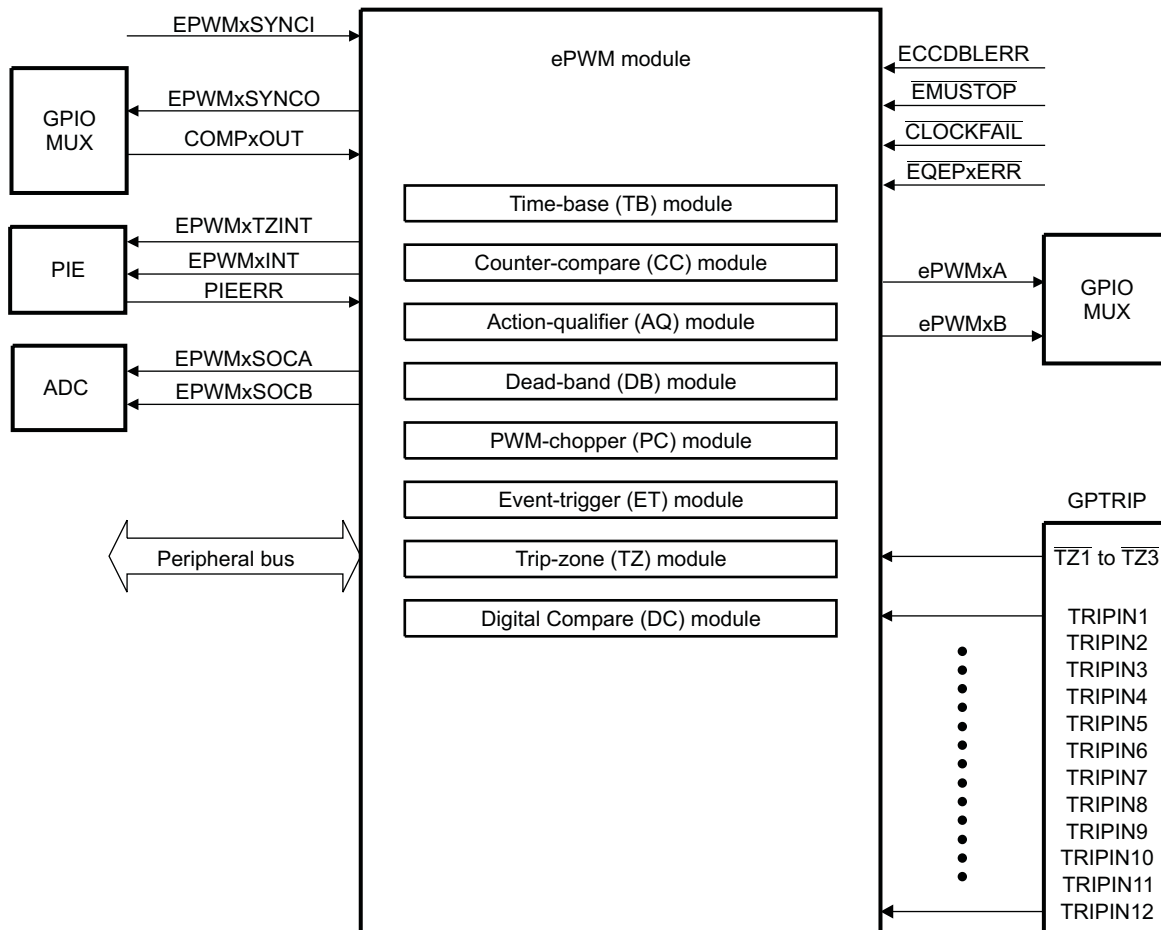 EPWMxSYNCI
ePWM module
ECCDBLERR
GPIO
MUX
EPWMxSYNCO
COMPxOUT
EMUSTOP
CLOCKFAIL
EQEPxERR
Time-base (TB) module
PIE
EPWMxTZINT
EPWMxINT
PIEERR
Counter-compare (CC) module
ePWMxA
ePWMxB
GPIO
MUX
Action-qualifier (AQ) module
ADC
EPWMxSOCA
EPWMxSOCB
Dead-band (DB) module
PWM-chopper (PC) module
Event-trigger (ET) module
GPTRIP
Peripheral bus
Trip-zone (TZ) module
TZ1 to TZ3
Digital Compare (DC) module
TRIPIN1
TRIPIN2
TRIPIN3
TRIPIN4
TRIPIN5
TRIPIN6
TRIPIN7
TRIPIN8
TRIPIN9
TRIPIN10
TRIPIN11
TRIPIN12